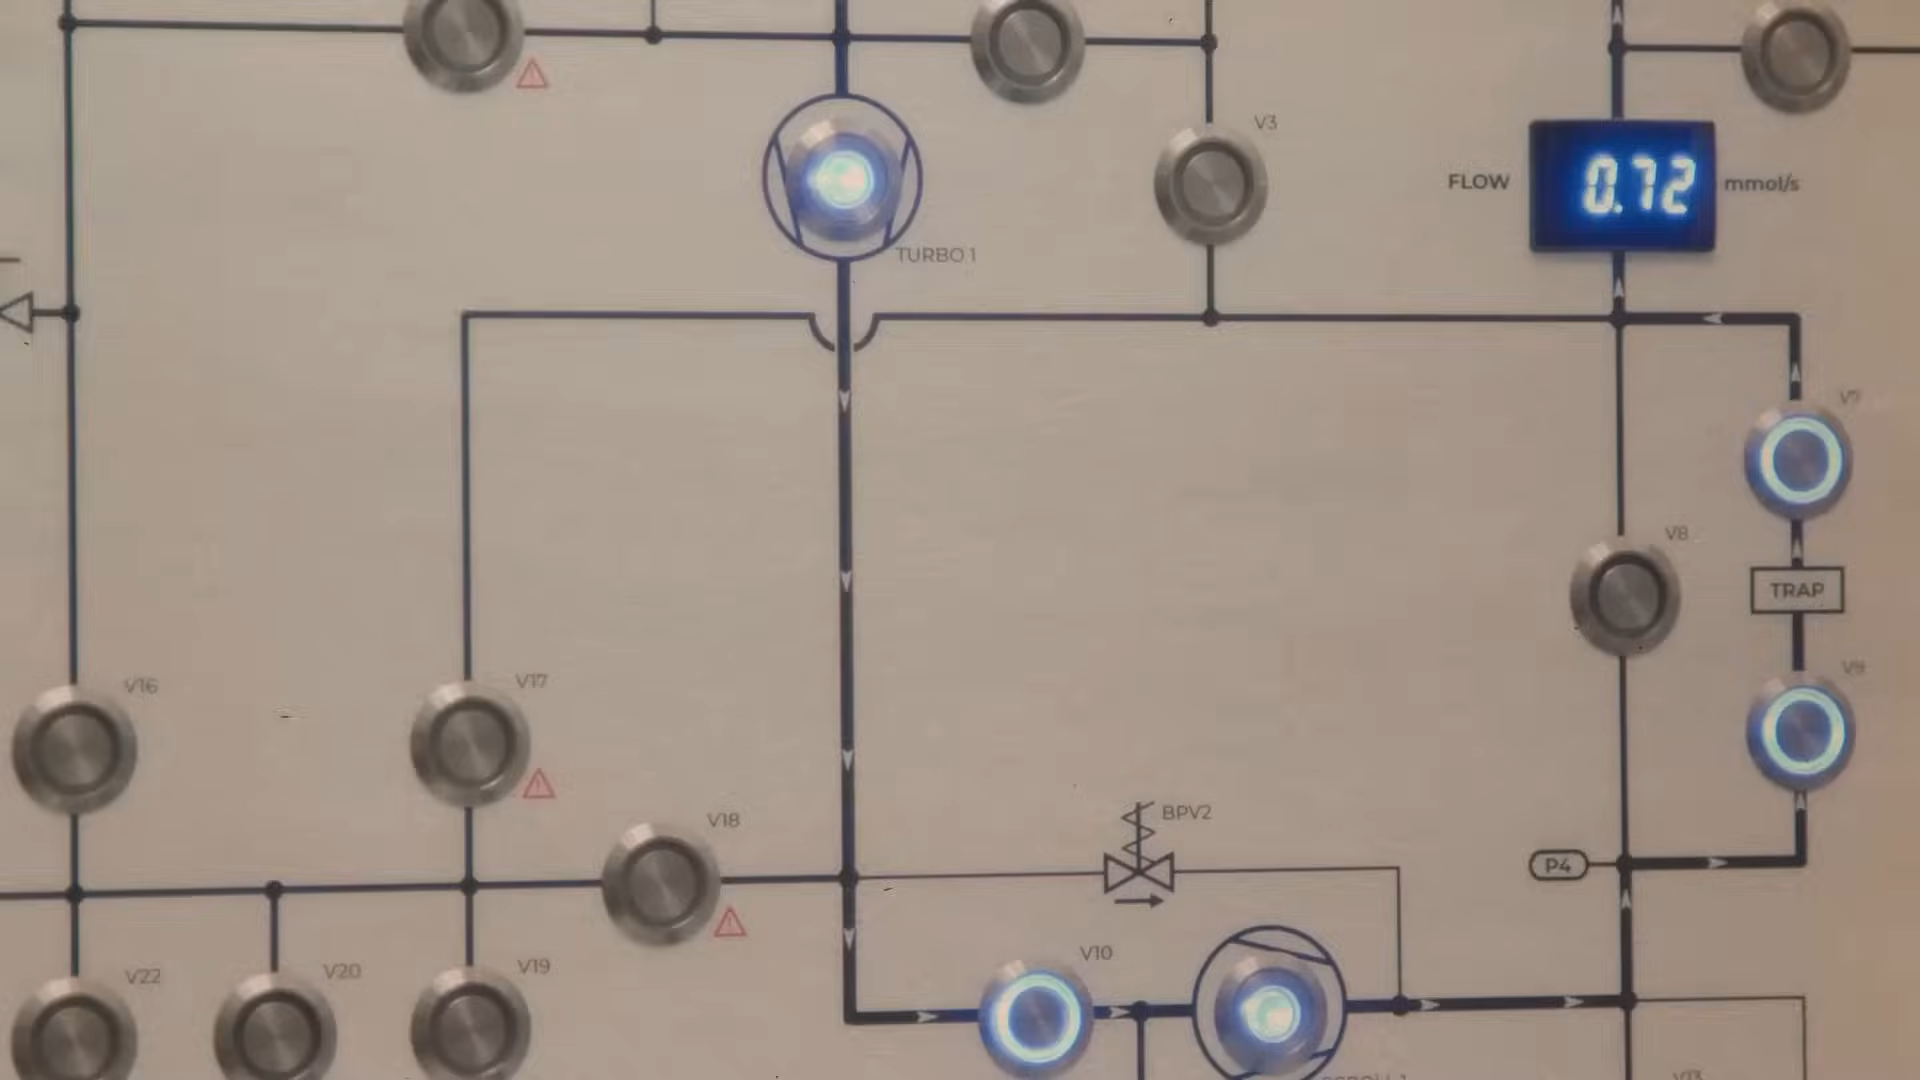 V3
FLOW 0.72 mmol/s
TURBO 1
V7
V8
TRAP
V9
V16
V17
V18
BPV2
P4
V10
V22
V20
V19